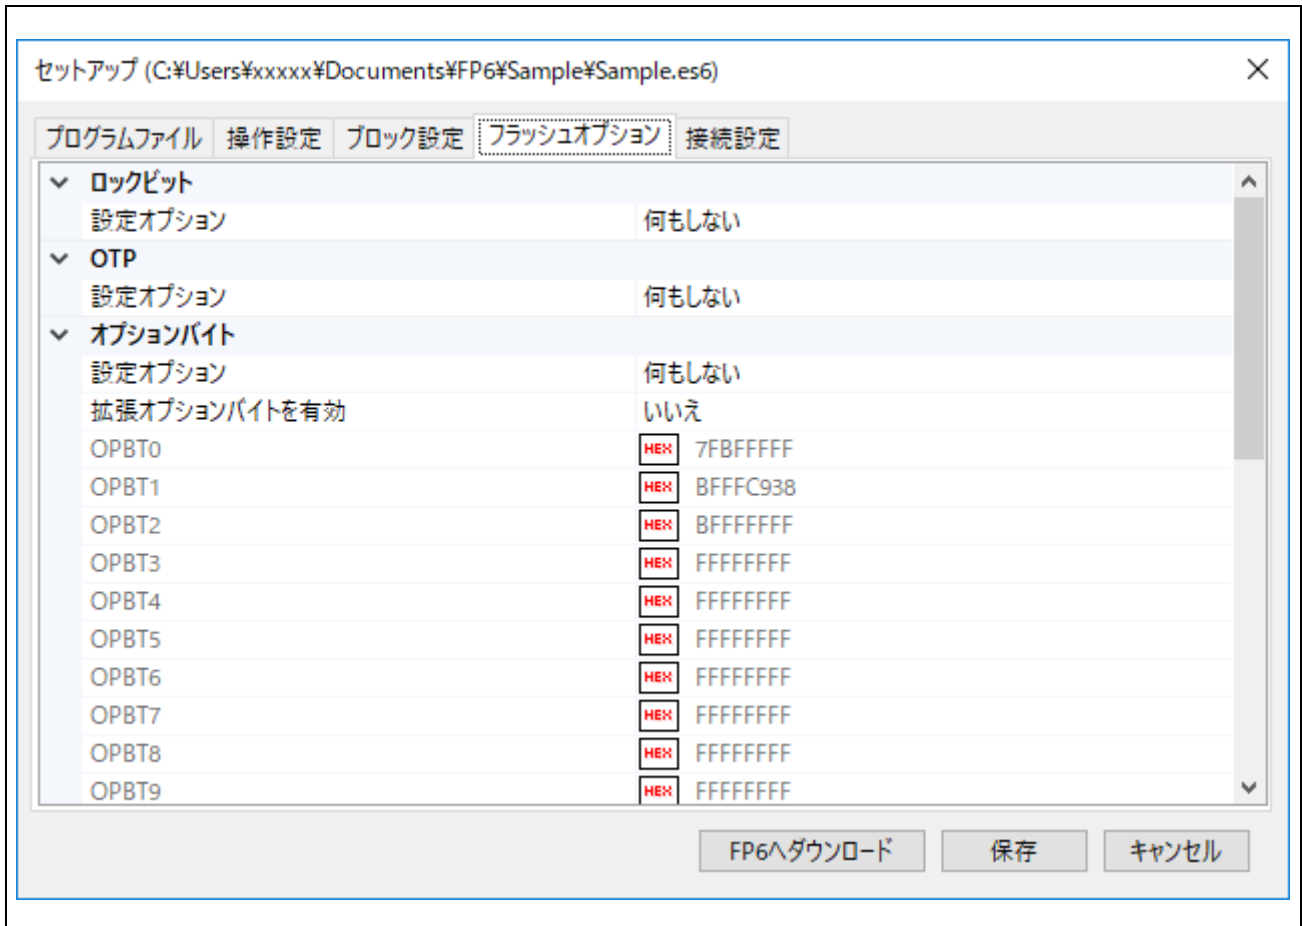 セットアップ (C:¥Users¥xxxxx¥Documents¥FP6¥Sample¥Sample.es6)
プログラムファイル 操作設定 ブロック設定 フラッシュオプション 接続設定
ロックビット
設定オプション 何もしない
OTP
設定オプション 何もしない
オプションバイト
設定オプション 何もしない
拡張オプションバイトを有効 いいえ
OPBT0 HEX 7FBFFFFF
OPBT1 HEX BFFFC938
OPBT2 HEX BFFFFFFF
OPBT3 HEX FFFFFFFF
OPBT4 HEX FFFFFFFF
OPBT5 HEX FFFFFFFF
OPBT6 HEX FFFFFFFF
OPBT7 HEX FFFFFFFF
OPBT8 HEX FFFFFFFF
OPBT9 HEX FFFFFFFF
FP6へダウンロード 保存 キャンセル